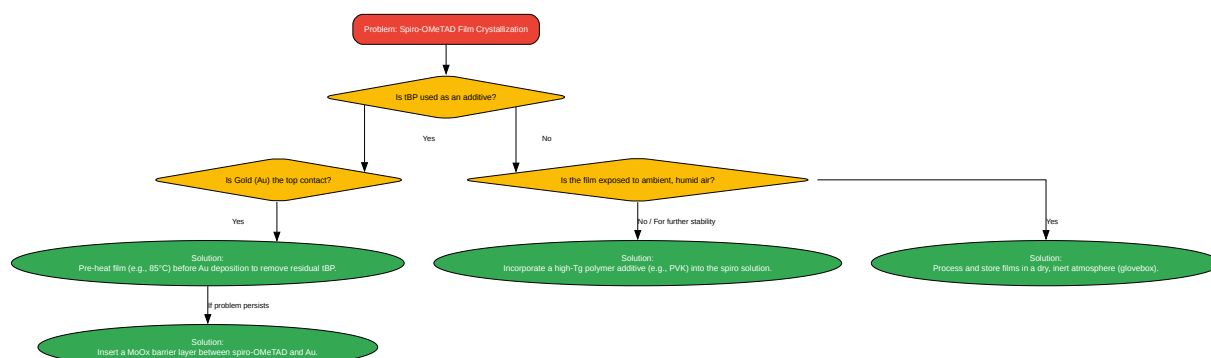 Problem: Spiro-OMeTAD Film Crystallization
Is tBP used as an additive?
Yes
No
Is Gold (Au) the top contact?
Is the film exposed to ambient, humid air?
Yes
No / For further stability
Yes
Solution:
Pre-heat film (e.g., 85°C) before Au deposition to remove residual tBP.
Solution:
Incorporate a high-Tg polymer additive (e.g., PVK) into the spiro solution.
Solution:
Process and store films in a dry, inert atmosphere (glovebox).
If problem persists
Solution:
Insert a MoOx barrier layer between spiro-OMeTAD and Au.